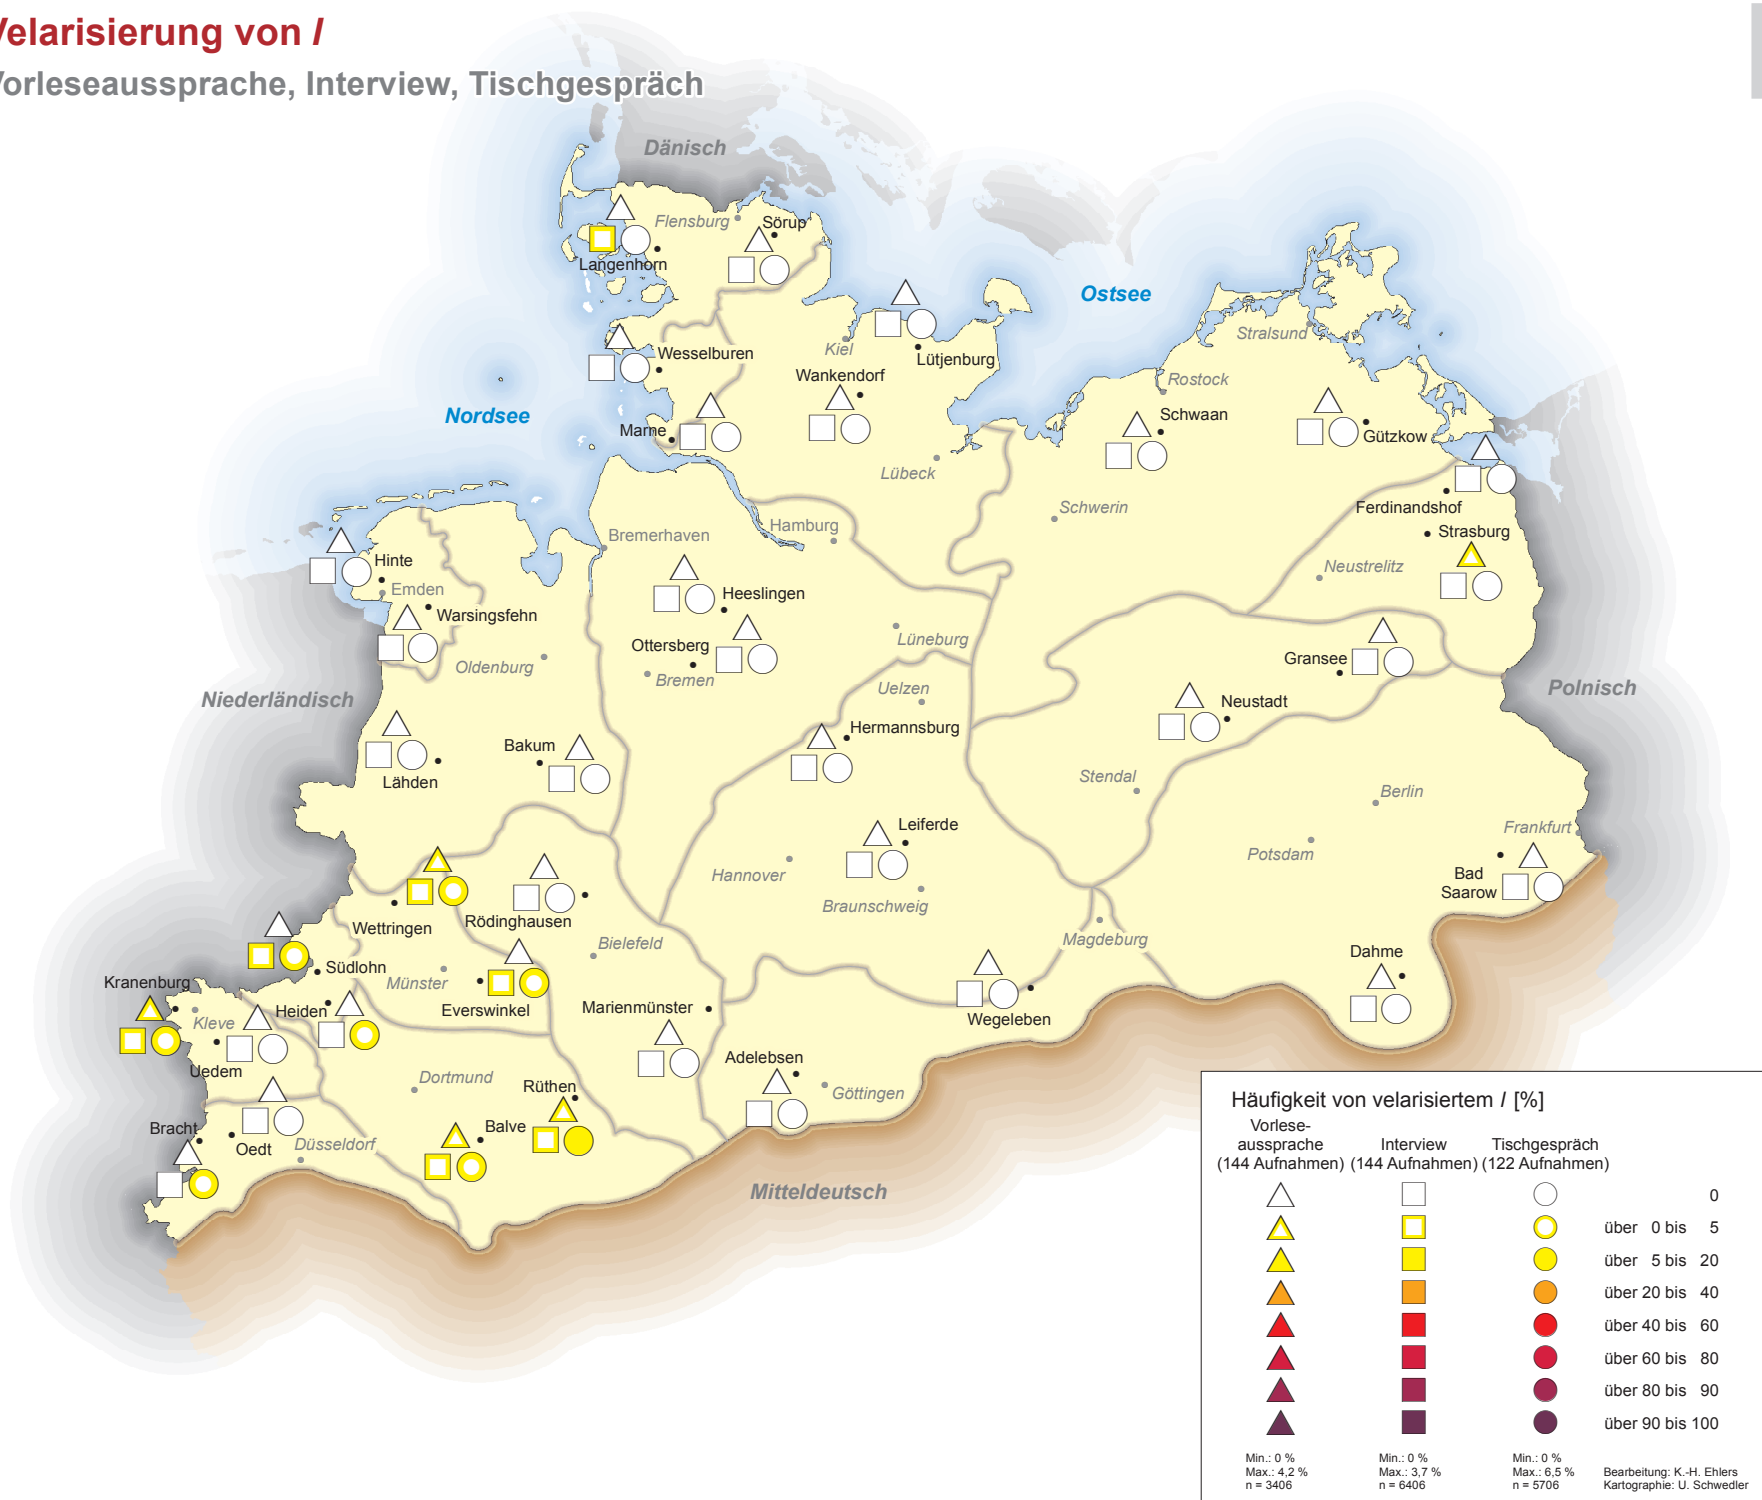 Velarisierung von l
Vorleseaussprache, Interview, Tischgespräch
Dänisch
Flensburg
Sörup
Langenhorn
Ostsee
Stralsund
Wesselburen
Kiel
Lütjenburg
Wankendorf
Rostock
Nordsee
Schwaan
Marne
Gützkow
Lübeck
Schwerin
Ferdinandshof
Hamburg
Bremerhaven
Strasburg
Hinte
Neustrelitz
Emden
Heeslingen
Warsingsfehn
Ottersberg
Lüneburg
Oldenburg
Gransee
Bremen
Uelzen
Niederländisch
Polnisch
Neustadt
Hermannsburg
Bakum
Stendal
Lähden
Berlin
Leiferde
Frankfurt
Potsdam
Hannover
Bad
Saarow
Braunschweig
Rödinghausen
Wettringen
Bielefeld
Magdeburg
Dahme
Südlohn
Kranenburg
Münster
Heiden
Everswinkel
Marienmünster
Wegeleben
Kleve
Adelebsen
Uedem
Dortmund
Rüthen
Göttingen
Balve
Bracht
Oedt
Düsseldorf
Mitteldeutsch
Häufigkeit von velarisiertem l [%]
Vorlese-
aussprache Interview Tischgespräch
(144 Aufnahmen) (144 Aufnahmen) (122 Aufnahmen)
0
über 0 bis 5
über 5 bis 20
über 20 bis 40
über 40 bis 60
über 60 bis 80
über 80 bis 90
über 90 bis 100
Min.: 0 % Min.: 0 % Min.: 0 %
Max.: 4,2 % Max.: 3,7 % Max.: 6,5 % Bearbeitung: K.-H. Ehlers
n = 3406 n = 6406 n = 5706 Kartographie: U. Schwedler